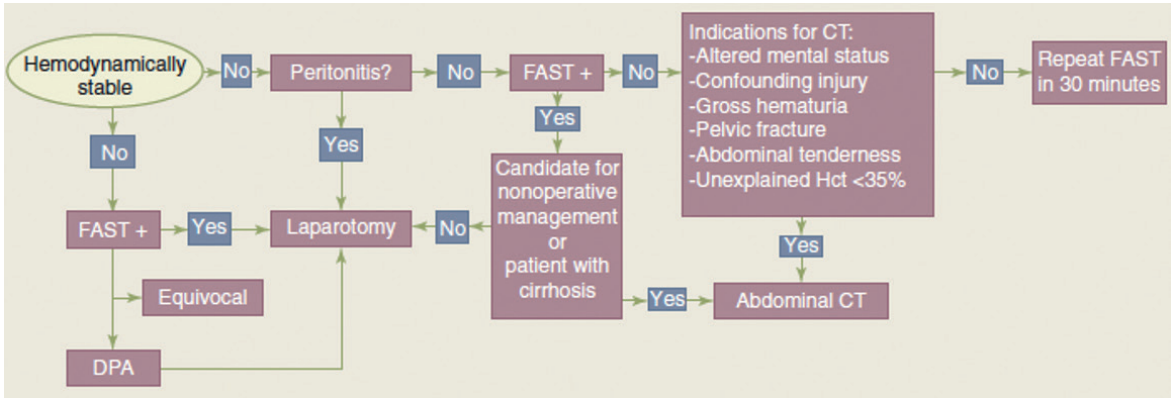 Hemodynamically
stable
No
Peritonitis?
No
FAST +
No
Indications for CT:
-Altered mental status
-Confounding injury
-Gross hematuria
-Pelvic fracture
-Abdominal tenderness
-Unexplained Hct <35%
No
Repeat FAST
in 30 minutes
No
Yes
Yes
Candidate for
nonoperative
management
or
patient with
cirrhosis
FAST +
Yes
Laparotomy
No
Yes
Equivocal
Yes
Abdominal CT
DPA